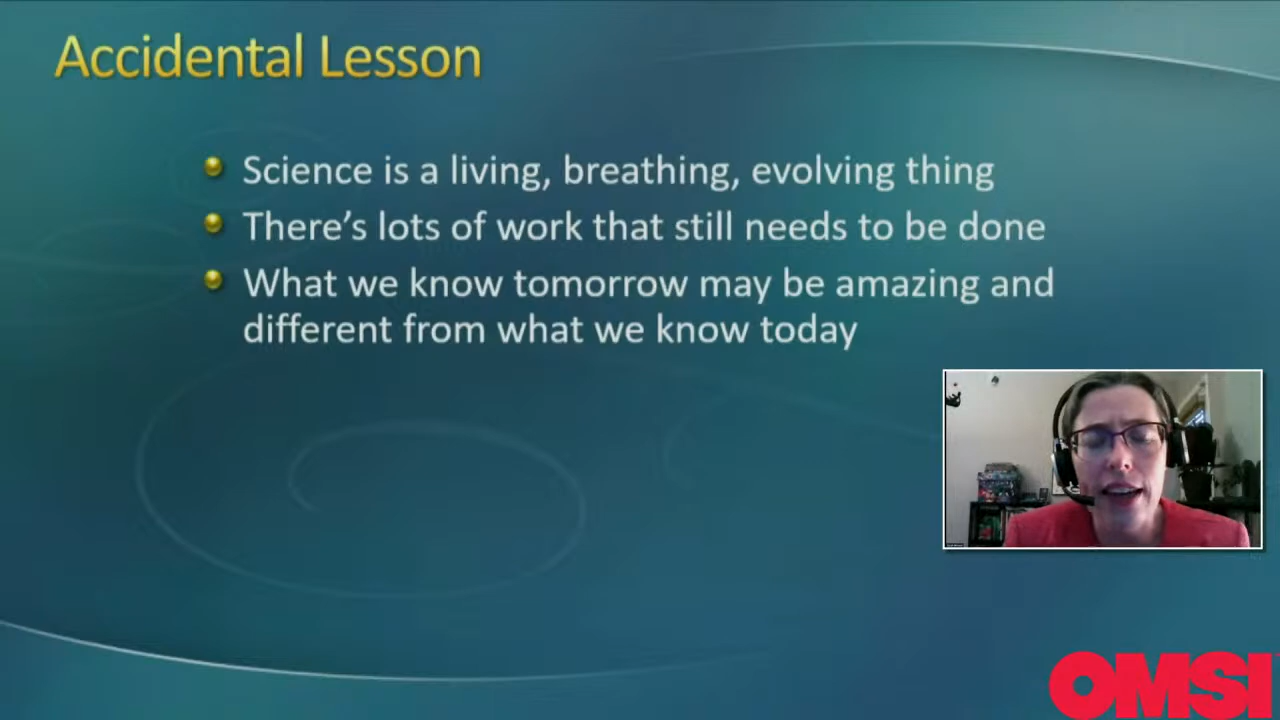 Accidental Lesson
Science is a living, breathing, evolving thing
There's lots of work that still needs to be done
What we know tomorrow may be amazing and
different from what we know today
OMSI